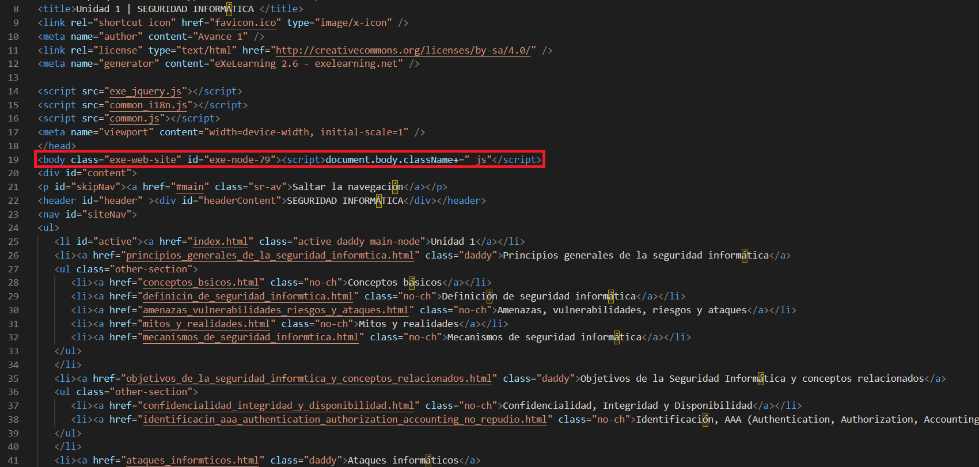 8 <title>Unidad 1 | SEGURIDAD INFORMÁTICA </title>
9 <link rel="shortcut icon" href="favicon.ico" type="image/x-icon" />
10 <meta name="author" content="Avance 1" />
11 <link rel="license" type="text/html" href="http://creativecommons.org/licenses/by-sa/4.0/" />
12 <meta name="generator" content="eXeLearning 2.6 - exelearning.net" />
13
14 <script src="exe_jquery.js"></script>
15 <script src="common_i18n.js"></script>
16 <script src="common.js"></script>
17 <meta name="viewport" content="width=device-width, initial-scale=1" />
18 </head>
19 <body class="exe-web-site" id="exe-node-79"><script>document.body.className+=" js"</script>
20 <div id="content">
21 <p id="skipNav"><a href="#main" class="sr-av">Saltar la navegación</a></p>
22 <header id="header" ><div id="headerContent">SEGURIDAD INFORMÁTICA</div></header>
23 <nav id="siteNav">
24 <ul>
25 <li id="active"><a href="index.html" class="active daddy main-node">Unidad 1</a></li>
26 <li><a href="principios_generales_de_la_seguridad_informtica.html" class="daddy">Principios generales de la seguridad informática</a>
27 <ul class="other-section">
28 <li><a href="conceptos_bsicos.html" class="no-ch">Conceptos básicos</a></li>
29 <li><a href="definicin_de_seguridad_informtica.html" class="no-ch">Definición de seguridad informática</a></li>
30 <li><a href="amenazas_vulnerabilidades_riesgos_y_ataques.html" class="no-ch">Amenazas, vulnerabilidades, riesgos y ataques</a></li>
31 <li><a href="mitos_y_realidades.html" class="no-ch">Mitos y realidades</a></li>
32 <li><a href="mecanismos_de_seguridad_informtica.html" class="no-ch">Mecanismos de seguridad informática</a></li>
33 </ul>
34 </li>
35 <li><a href="objetivos_de_la_seguridad_informtica_y_conceptos_relacionados.html" class="daddy">Objetivos de la Seguridad Informática y conceptos relacionados</a>
36 <ul class="other-section">
37 <li><a href="confidencialidad_integridad_y_disponibilidad.html" class="no-ch">Confidencialidad, Integridad y Disponibilidad</a></li>
38 <li><a href="identificacin_aaa_authentication_authorization_accounting_no_repudio.html" class="no-ch">Identificación, AAA (Authentication, Authorization, Accounting
39 </ul>
40 </li>
41 <li><a href="ataques_informticos.html" class="daddy">Ataques informáticos</a>